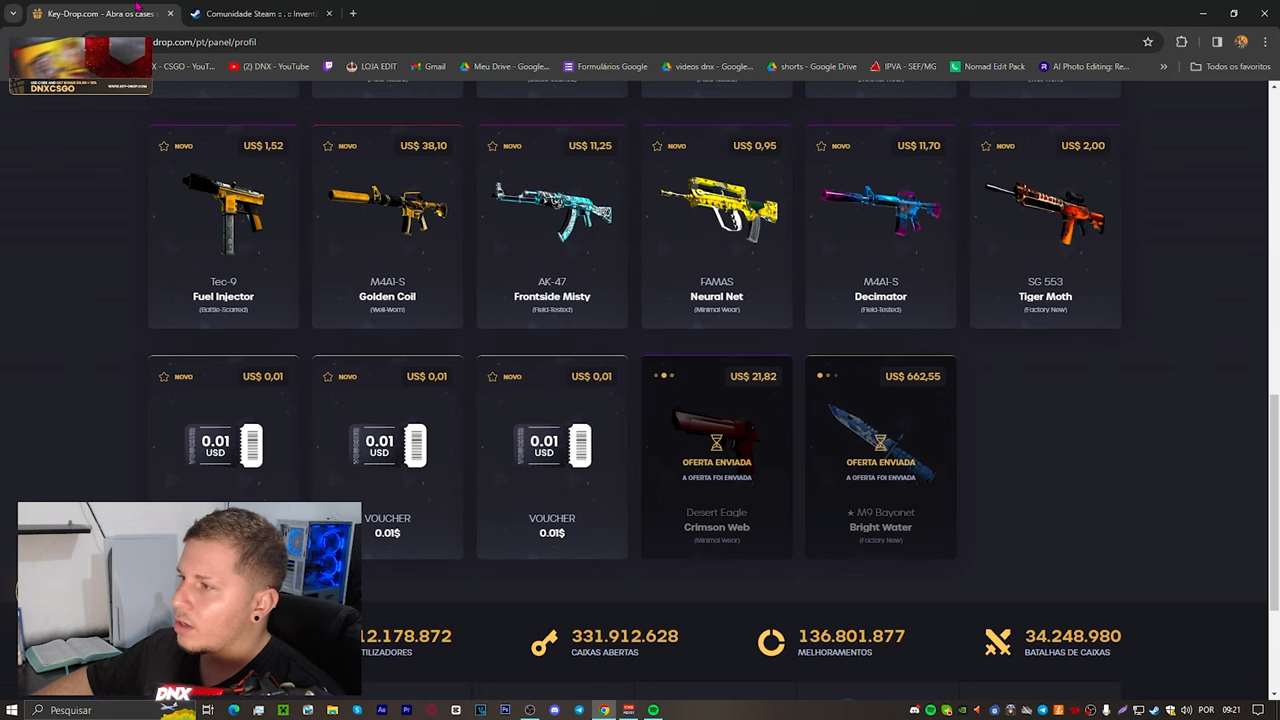 Key-Drop.com - Abra os cases c
Comunidade Steam :: . :: Inventá
drop.com/pt/panel/profil
- CSGO - YouTu...
(2) DNX - YouTube
LOJA EDIT
Gmail
Meu Drive - Google...
Formulários Google
videos dnx - Google...
shorts - Google Drive
IPVA - SEF/MG
Nomad Edit Pack
AI Photo Editing: Re...
Todos os favoritos
DNXCSGO
WWW.KEY-DROP.COM
NOVO
US$ 1,52
NOVO
US$ 38,10
NOVO
US$ 11,25
NOVO
US$ 0,95
NOVO
US$ 11,70
NOVO
US$ 2,00
Tec-9
Fuel Injector
(Battle-Scarred)
M4A1-S
Golden Coil
(Well-Worn)
AK-47
Frontside Misty
(Field-Tested)
FAMAS
Neural Net
(Minimal Wear)
M4A1-S
Decimator
(Field-Tested)
SG 553
Tiger Moth
(Factory New)
NOVO
US$ 0,01
NOVO
US$ 0,01
NOVO
US$ 0,01
US$ 21,82
US$ 662,55
0.01
USD
0.01
USD
0.01
USD
OFERTA ENVIADA
A OFERTA FOI ENVIADA
OFERTA ENVIADA
A OFERTA FOI ENVIADA
VOUCHER
0.01$
VOUCHER
0.01$
Desert Eagle
Crimson Web
(Minimal Wear)
★ M9 Bayonet
Bright Water
(Factory New)
12.178.872
UTILIZADORES
331.912.628
CAIXAS ABERTAS
136.801.877
MELHORAMENTOS
34.248.980
BATALHAS DE CAIXAS
DNX
Pesquisar
POR
09:21